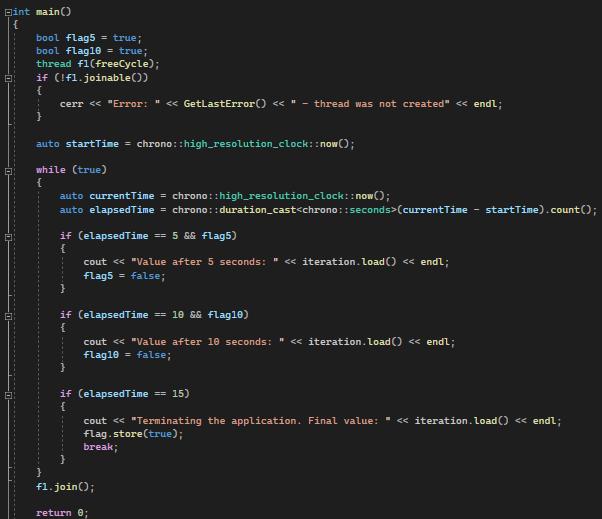 int main()
{
    bool flag5 = true;
    bool flag10 = true;
    thread f1(freeCycle);
    if (!f1.joinable())
    {
        cerr << "Error: " << GetLastError() << " - thread was not created" << endl;
    }

    auto startTime = chrono::high_resolution_clock::now();

    while (true)
    {
        auto currentTime = chrono::high_resolution_clock::now();
        auto elapsedTime = chrono::duration_cast<chrono::seconds>(currentTime - startTime).count();

        if (elapsedTime == 5 && flag5)
        {
            cout << "Value after 5 seconds: " << iteration.load() << endl;
            flag5 = false;
        }

        if (elapsedTime == 10 && flag10)
        {
            cout << "Value after 10 seconds: " << iteration.load() << endl;
            flag10 = false;
        }

        if (elapsedTime == 15)
        {
            cout << "Terminating the application. Final value: " << iteration.load() << endl;
            flag.store(true);
            break;
        }
    }
    f1.join();

    return 0;